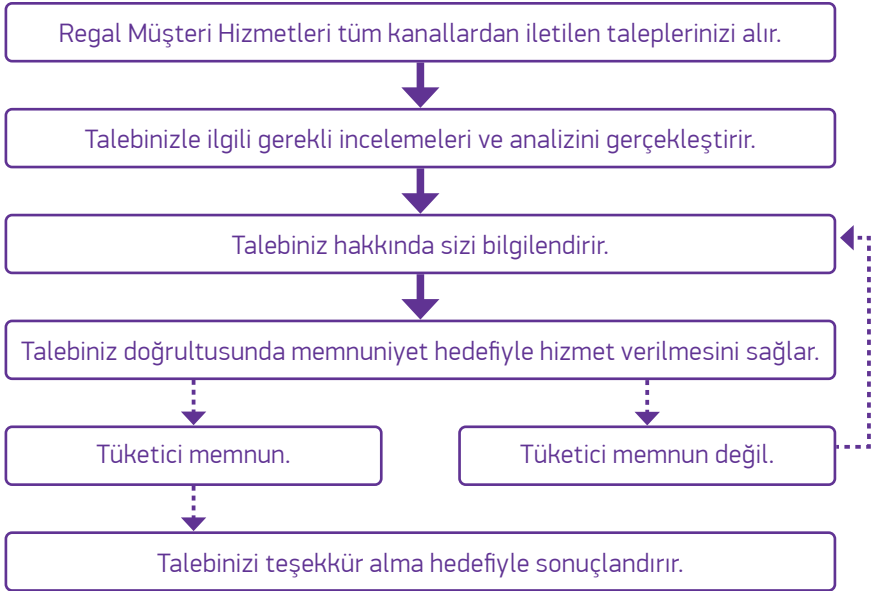 Regal Müşteri Hizmetleri tüm kanallardan iletilen taleplerinizi alır.
Talebinizle ilgili gerekli incelemeleri ve analizini gerçekleştirir.
Talebiniz hakkında sizi bilgilendirir.
Talebiniz doğrultusunda memnuniyet hedefiyle hizmet verilmesini sağlar.
Tüketici memnun.
Tüketici memnun değil.
Talebinizi teşekkür alma hedefiyle sonuçlandırır.